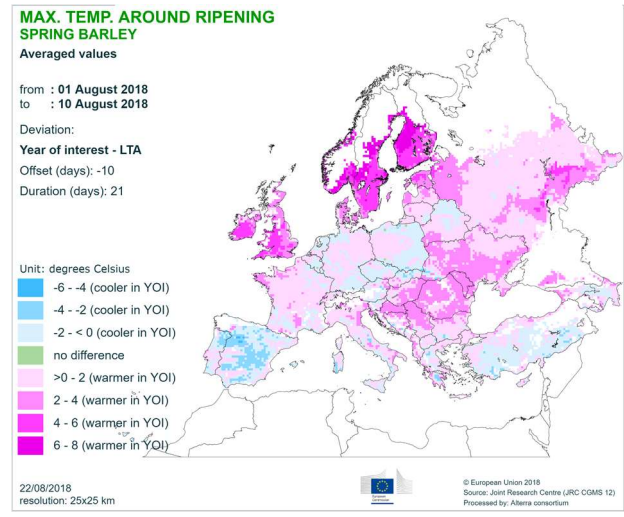 MAX. TEMP. AROUND RIPENING
SPRING BARLEY
Averaged values
from : 01 August 2018
to : 10 August 2018
Deviation:
Year of interest - LTA
Offset (days): -10
Duration (days): 21
Unit: degrees Celsius
-6 - -4 (cooler in YOI)
-4 - -2 (cooler in YOI)
-2 - < 0 (cooler in YOI)
no difference
>0 - 2 (warmer in YOI)
2 - 4 (warmer in YOI)
4 - 6 (warmer in YOI)
6 - 8 (warmer in YOI)
22/08/2018
resolution: 25x25 km
European
Commission
© European Union 2018
Source: Joint Research Centre (JRC CGMS 12)
Processed by: Alterra consortium